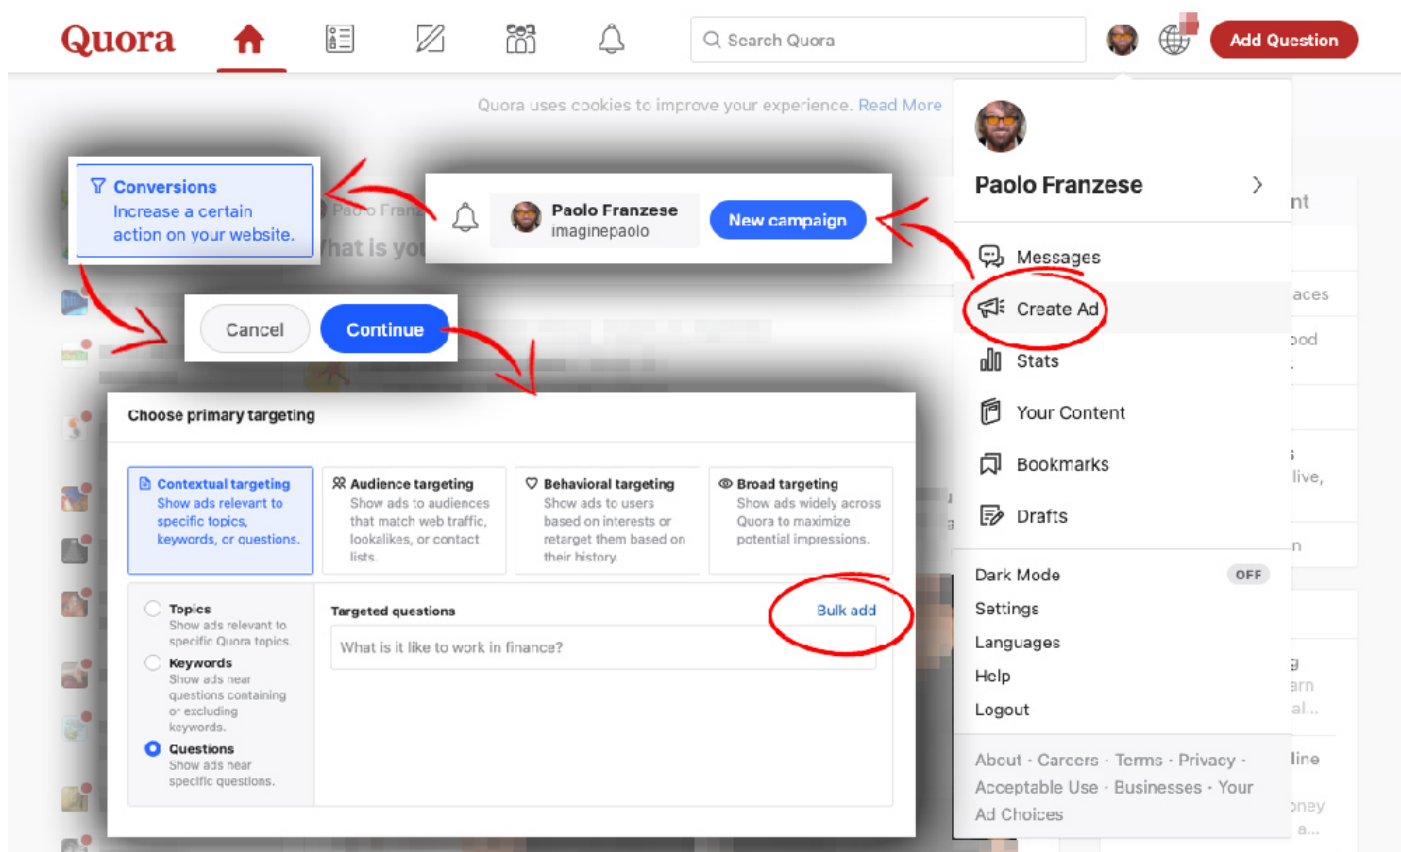 Quora
Search Quora
Add Question
Quora uses cookies to improve your experience. Read More
Paolo Franzese
Messages
Create Ad
Stats
Your Content
Bookmarks
Drafts
Dark Mode
OFF
Settings
Languages
Help
Logout
About · Careers · Terms · Privacy ·
Acceptable Use · Businesses · Your
Ad Choices
Conversions
Increase a certain
action on your website.
Paolo Franzese
imaginepaolo
New campaign
What is you
Cancel
Continue
Choose primary targeting
Contextual targeting
Show ads relevant to
specific topics,
keywords, or questions.
Audience targeting
Show ads to audiences
that match web traffic,
lookalikes, or contact
lists.
Behavioral targeting
Show ads to users
based on interests or
retarget them based on
their history.
Broad targeting
Show ads widely across
Quora to maximize
potential impressions.
Topics
Show ads relevant to
specific Quora topics.
Keywords
Show ads near
questions containing
or excluding
keywords.
Questions
Show ads near
specific questions.
Targeted questions
Bulk add
What is it like to work in finance?